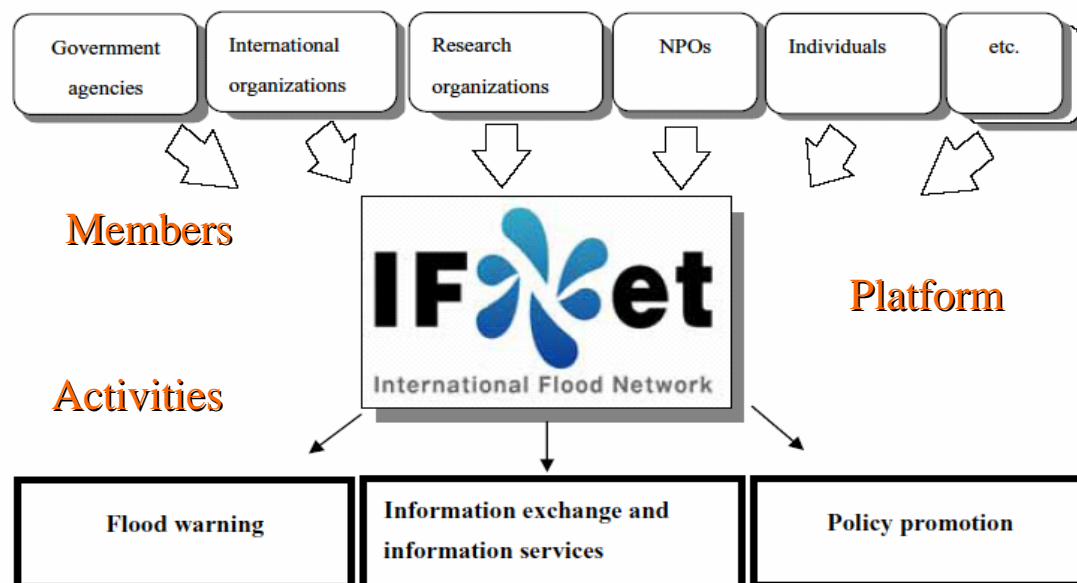 Government
agencies
International
organizations
Research
organizations
NPOs
Individuals
etc.
Members
IFNet
International Flood Network
Platform
Activities
Flood warning
Information exchange and
information services
Policy promotion